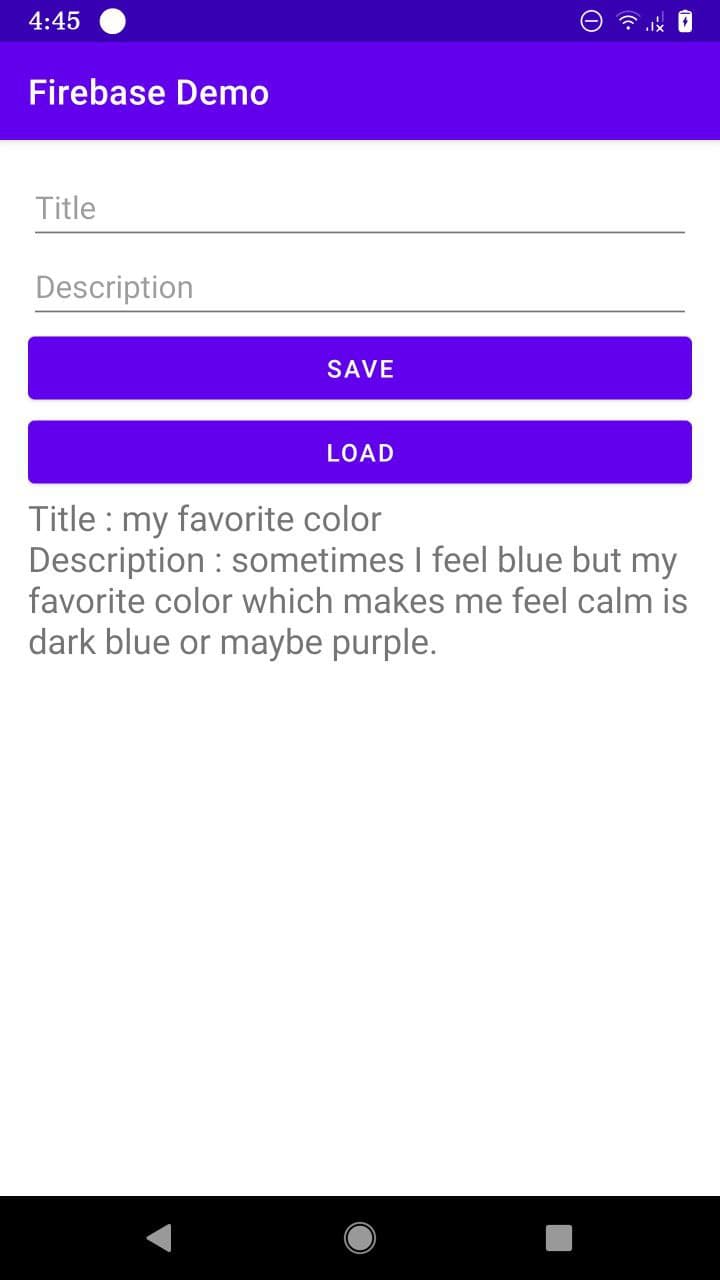 4:45
Firebase Demo
Title
Description
SAVE
LOAD
Title : my favorite color
Description : sometimes I feel blue but my
favorite color which makes me feel calm is
dark blue or maybe purple.